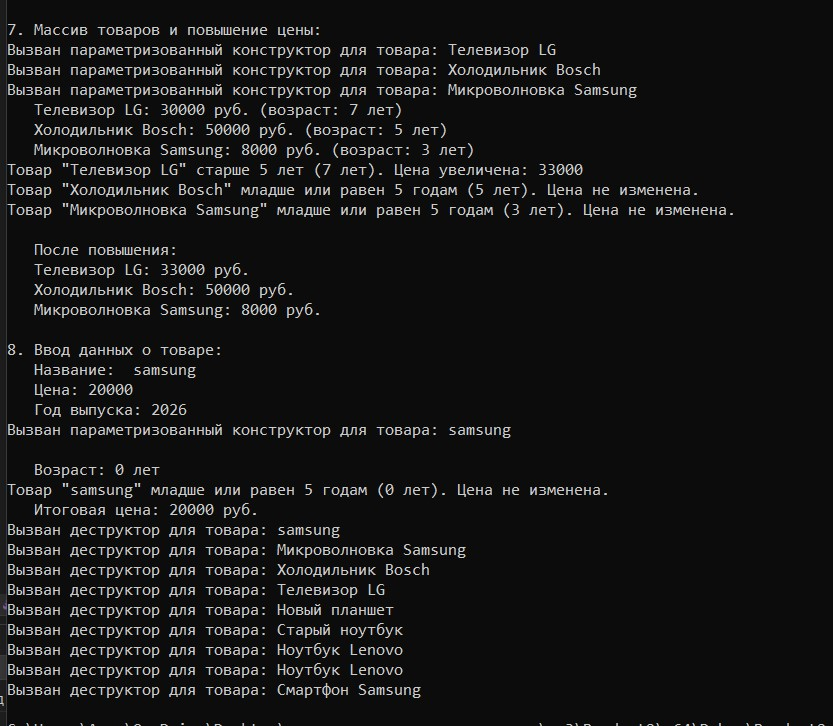 7. Массив товаров и повышение цены:
Вызван параметризованный конструктор для товара: Телевизор LG
Вызван параметризованный конструктор для товара: Холодильник Bosch
Вызван параметризованный конструктор для товара: Микроволновка Samsung
Телевизор LG: 30000 руб. (возраст: 7 лет)
Холодильник Bosch: 50000 руб. (возраст: 5 лет)
Микроволновка Samsung: 8000 руб. (возраст: 3 лет)
Товар "Телевизор LG" старше 5 лет (7 лет). Цена увеличена: 33000
Товар "Холодильник Bosch" младше или равен 5 годам (5 лет). Цена не изменена.
Товар "Микроволновка Samsung" младше или равен 5 годам (3 лет). Цена не изменена.
После повышения:
Телевизор LG: 33000 руб.
Холодильник Bosch: 50000 руб.
Микроволновка Samsung: 8000 руб.
8. Ввод данных о товаре:
Название:  samsung
Цена: 20000
Год выпуска: 2026
Вызван параметризованный конструктор для товара: samsung
Возраст: 0 лет
Товар "samsung" младше или равен 5 годам (0 лет). Цена не изменена.
Итоговая цена: 20000 руб.
Вызван деструктор для товара: samsung
Вызван деструктор для товара: Микроволновка Samsung
Вызван деструктор для товара: Холодильник Bosch
Вызван деструктор для товара: Телевизор LG
Вызван деструктор для товара: Новый планшет
Вызван деструктор для товара: Старый ноутбук
Вызван деструктор для товара: Ноутбук Lenovo
Вызван деструктор для товара: Ноутбук Lenovo
Вызван деструктор для товара: Смартфон Samsung